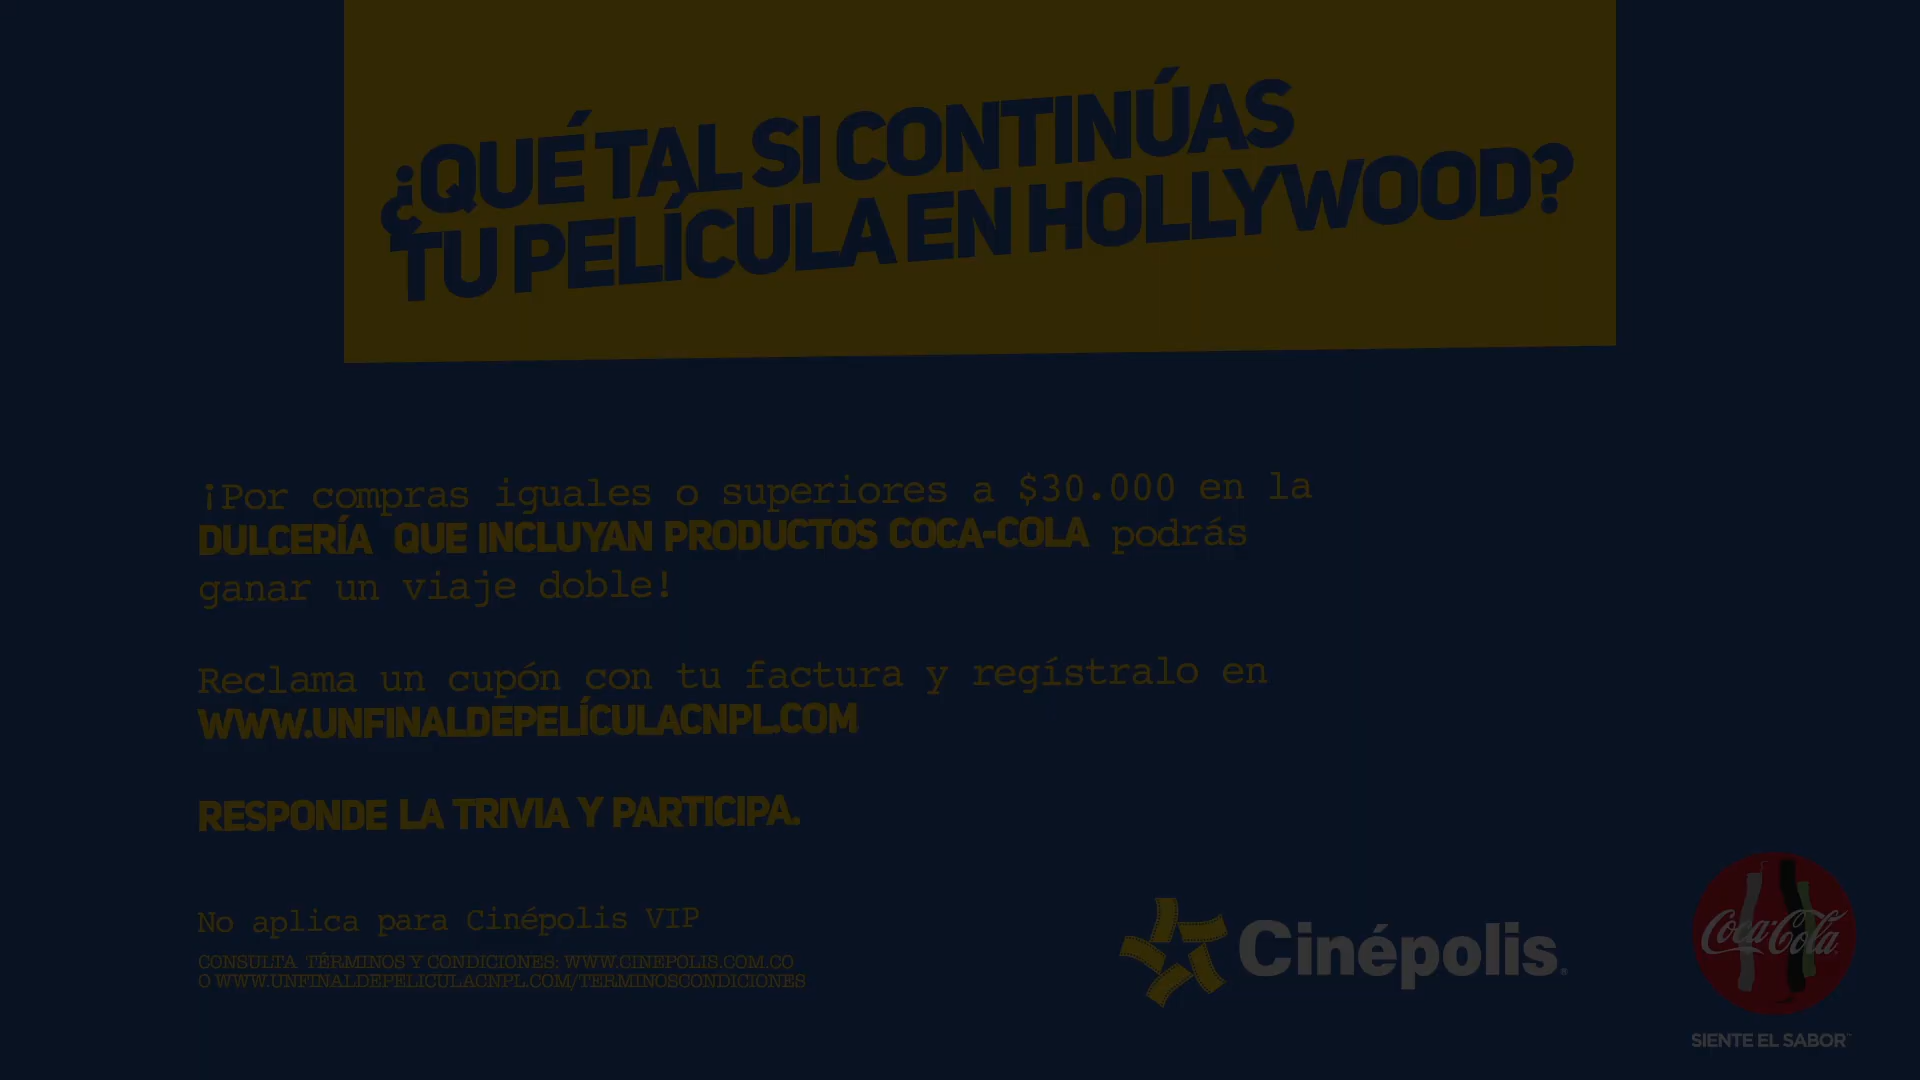 ¿QUÉ TAL SI CONTINÚAS
TU PELÍCULA EN HOLLYWOOD?
¡Por compras iguales o superiores a $30.000 en la
DULCERÍA QUE INCLUYAN PRODUCTOS COCA-COLA podrás
ganar un viaje doble!
Reclama un cupón con tu factura y regístralo en
WWW.UNFINALDEPELÍCULACNPL.COM
RESPONDE LA TRIVIA Y PARTICIPA.
No aplica para Cinépolis VIP
CONSULTA TÉRMINOS Y CONDICIONES: WWW.CINEPOLIS.COM.CO
O WWW.UNFINALDEPELICULACNPL.COM/TERMINOSCONDICIONES
Cinépolis®
Coca-Cola
SIENTE EL SABOR™